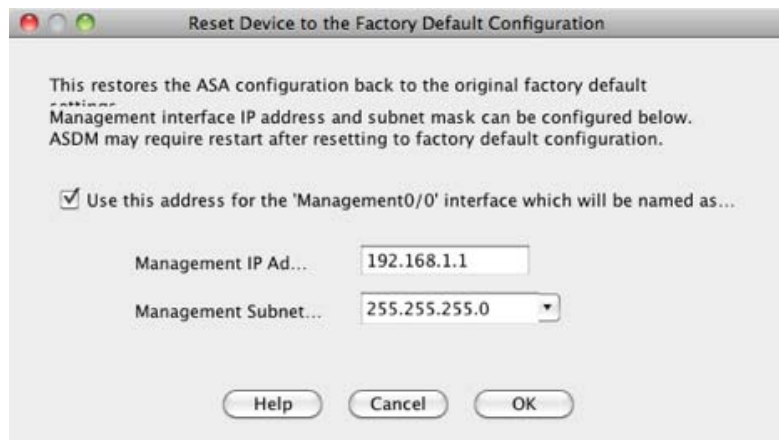 Reset Device to the Factory Default Configuration
This restores the ASA configuration back to the original factory default
Management interface IP address and subnet mask can be configured below.
ASDM may require restart after resetting to factory default configuration.
Use this address for the 'Management0/0' interface which will be named as...
Management IP Ad...
192.168.1.1
Management Subnet...
255.255.255.0
Help
Cancel
OK